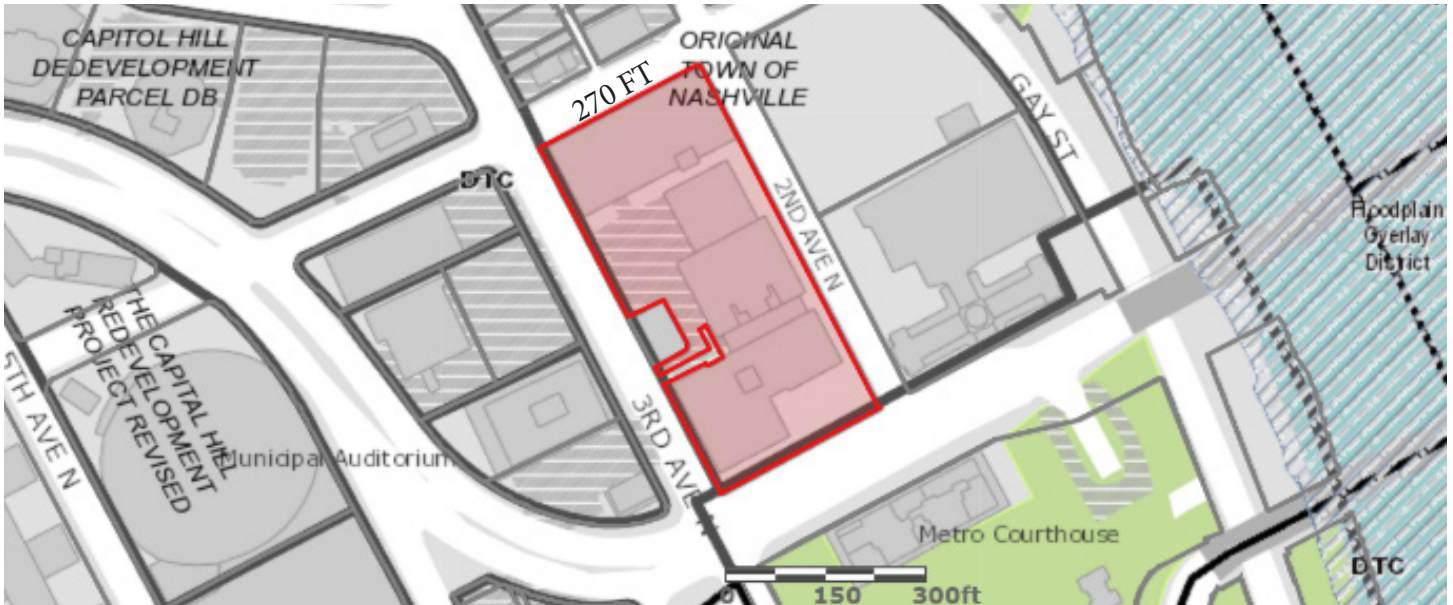 CAPITOL HILL
DEDEVELOPMENT
PARCEL DB
ORIGINAL
TOWN OF
NASHVILLE
270 FT
GAY ST
DTC
2ND AVE N
Floodplain
Overlay
District
THE CAPITAL HILL
REDEVELOPMENT
PROJECT REVISED
5TH AVE N
Municipal Auditorium
3RD AVE N
Metro Courthouse
DTC
0 150 300ft